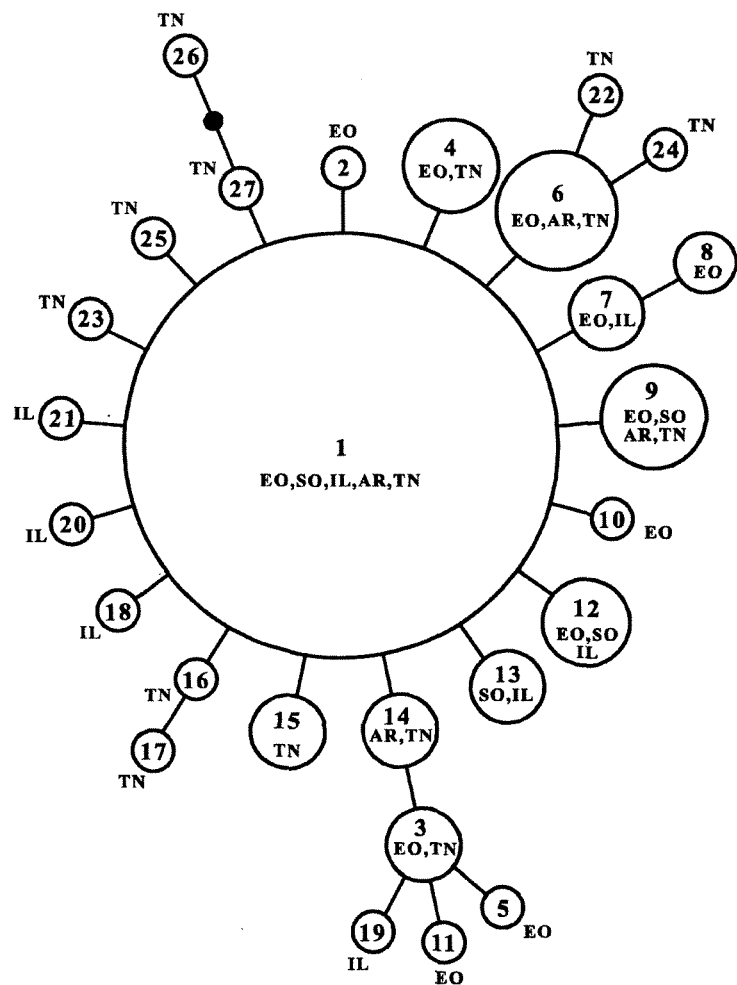 TN
26
TN
27
EO
2
4
EO,TN
TN
22
TN
24
6
EO,AR,TN
TN
25
8
EO
7
EO,IL
TN
23
9
EO,SO
AR,TN
IL
21
1
EO,SO,IL,AR,TN
IL
20
10
EO
18
IL
12
EO,SO
IL
13
SO,IL
16
TN
17
TN
15
TN
14
AR,TN
3
EO,TN
5
EO
19
IL
11
EO